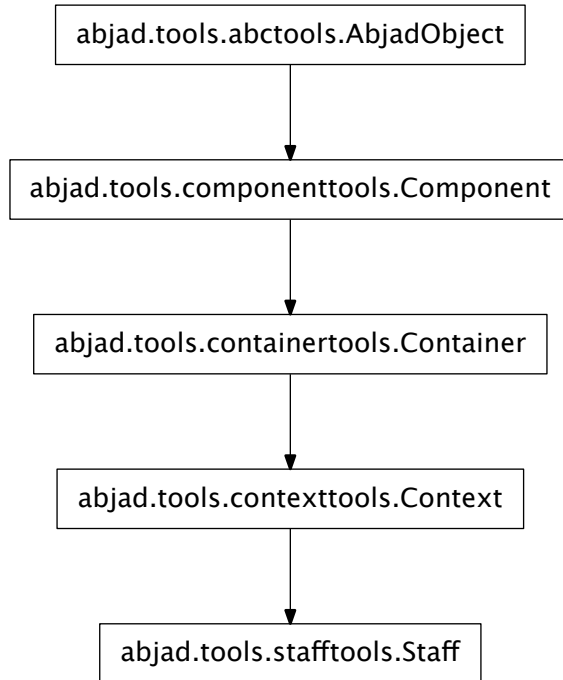 abjad.tools.abctools.AbjadObject
abjad.tools.componenttools.Component
abjad.tools.containertools.Container
abjad.tools.contexttools.Context
abjad.tools.stafftools.Staff